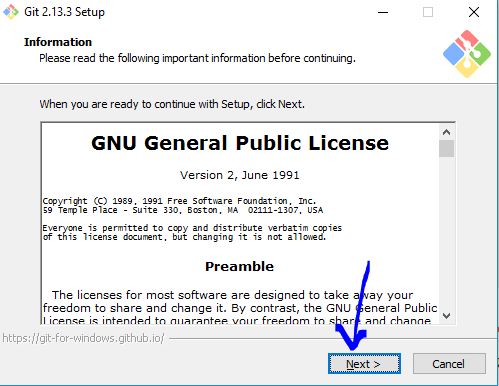 Git 2.13.3 Setup
Information
Please read the following important information before continuing.
When you are ready to continue with Setup, click Next.
GNU General Public License
Version 2, June 1991
Copyright (C) 1989, 1991 Free Software Foundation, Inc.
59 Temple Place - Suite 330, Boston, MA  02111-1307, USA
Everyone is permitted to copy and distribute verbatim copies
of this license document, but changing it is not allowed.
Preamble
The licenses for most software are designed to take away your
freedom to share and change it. By contrast, the GNU General Public
License is intended to guarantee your freedom to share and change
https://git-for-windows.github.io/
Next >
Cancel